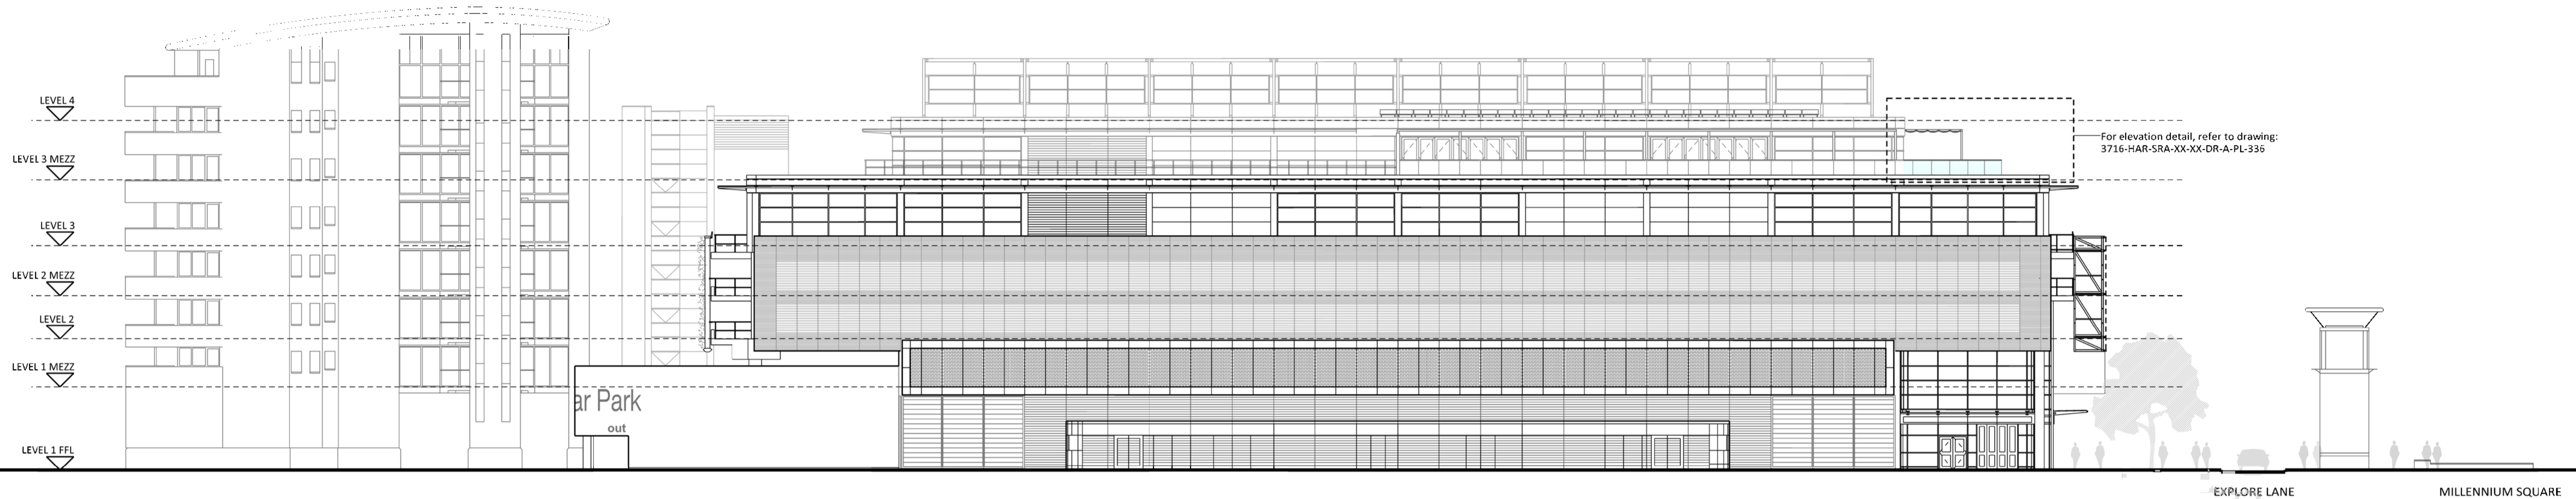 LEVEL 4
For elevation detail, refer to drawing:
3716-HAR-SRA-XX-XX-DR-A-PL-336
LEVEL 3 MEZZ
LEVEL 3
LEVEL 2 MEZZ
LEVEL 2
LEVEL 1 MEZZ
ar Park
out
LEVEL 1 FFL
EXPLORE LANE
MILLENNIUM SQUARE